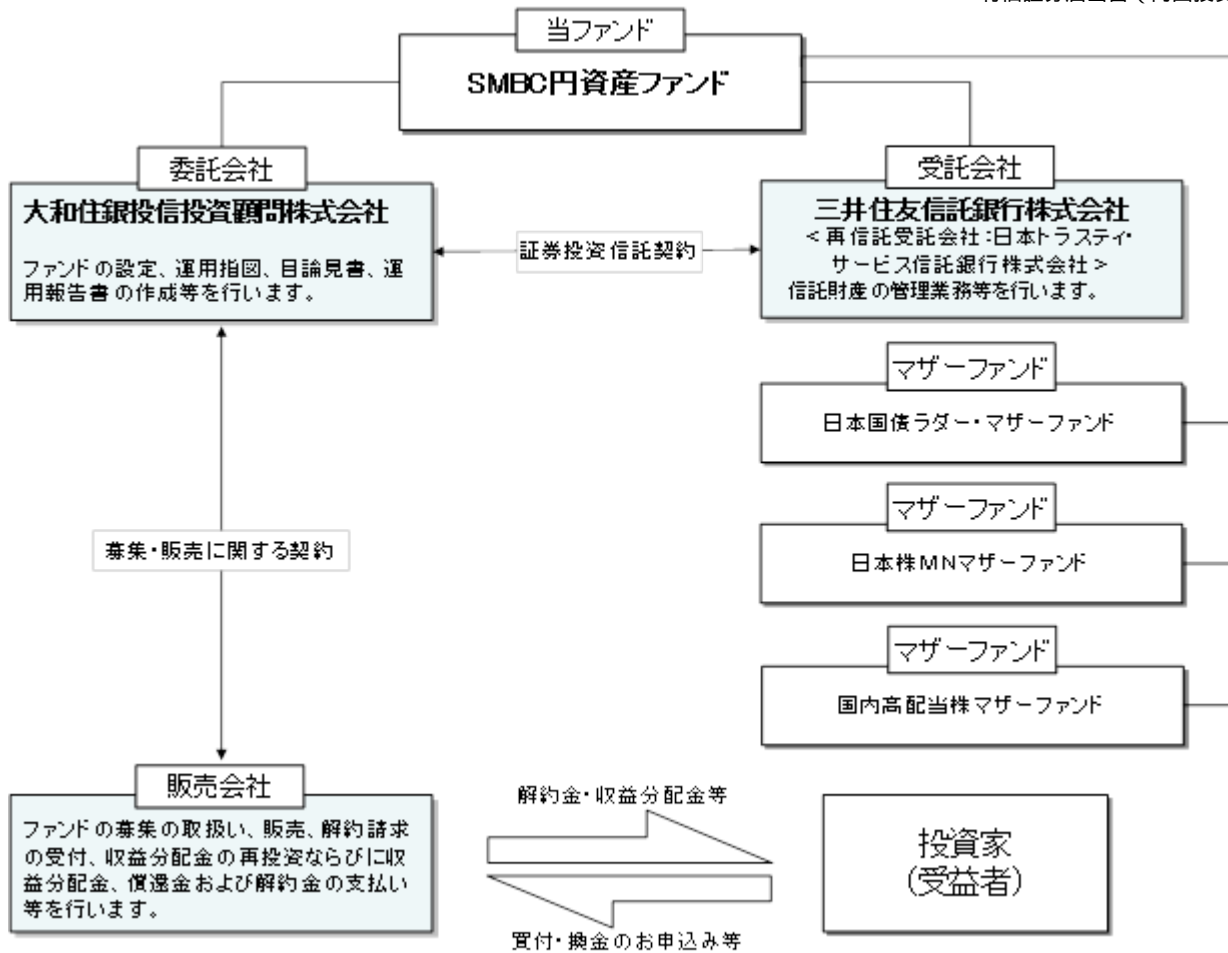 当ファンド
SMBC円資産ファンド
委託会社
大和住銀投信投資顧問株式会社
ファンドの設定、運用指図、目論見書、運
用報告書の作成等を行います。
証券投資信託契約
受託会社
三井住友信託銀行株式会社
<再信託受託会社:日本トラスティ・
サービス信託銀行株式会社>
信託財産の管理業務等を行います。
マザーファンド
日本国債ラダー・マザーファンド
マザーファンド
日本株MNマザーファンド
マザーファンド
国内高配当株マザーファンド
募集・販売に関する契約
販売会社
ファンドの募集の取扱い、販売、解約請求
の受付、収益分配金の再投資ならびに収
益分配金、償還金および解約金の支払い
等を行います。
解約金・収益分配金等
買付・換金のお申込み等
投資家
(受益者)